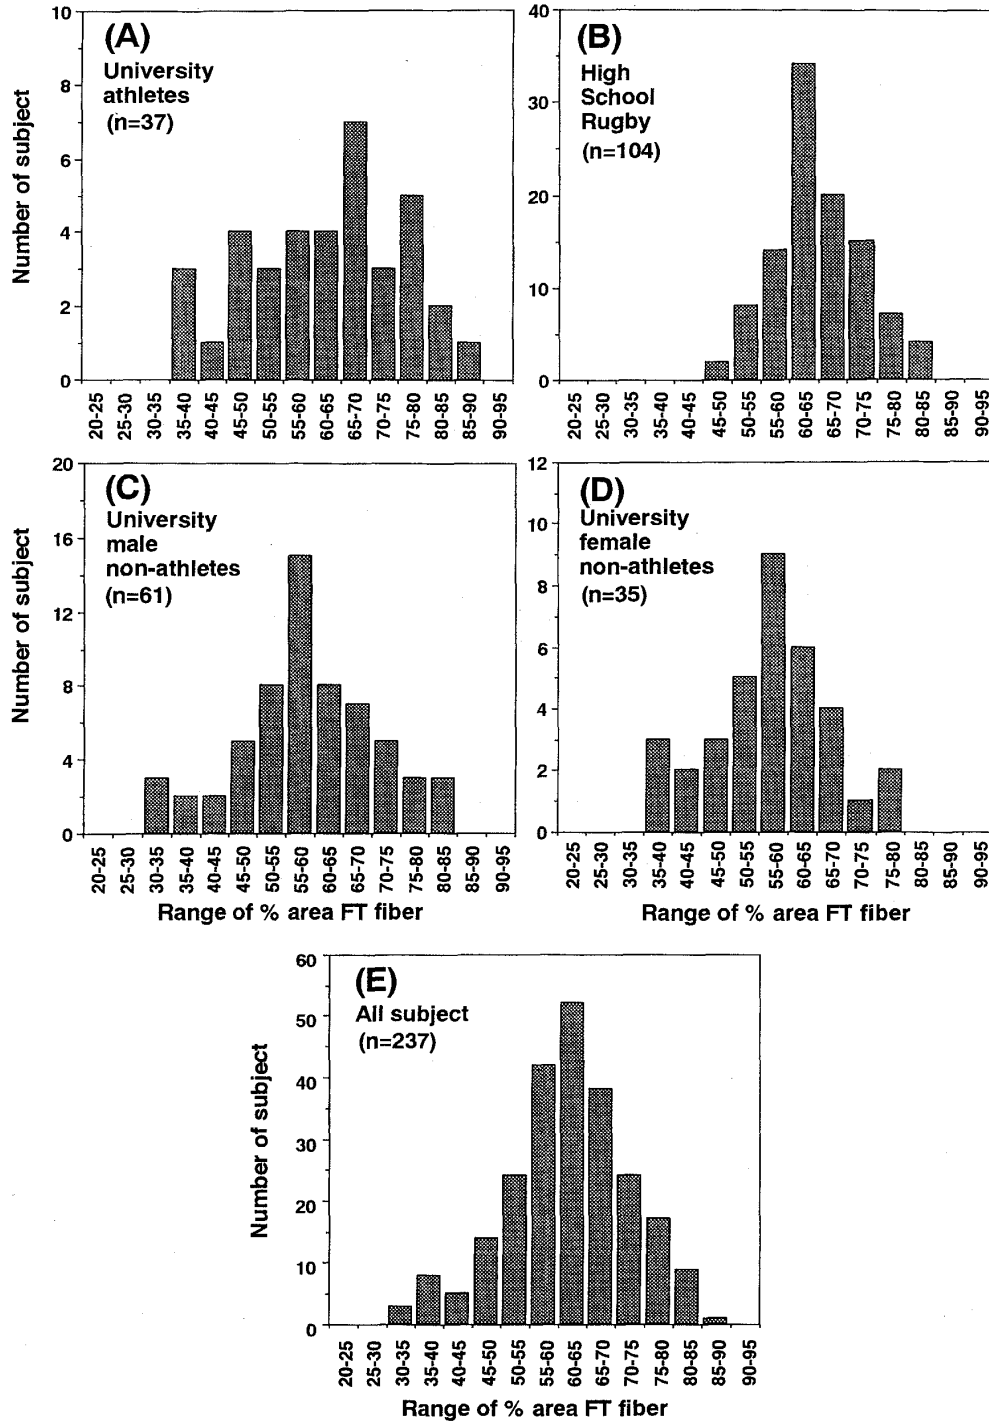 (A)
University
athletes
(n=37)
Number of subject
10
8
6
4
2
0
20-25 25-30 30-35 35-40 40-45 45-50 50-55 55-60 60-65 65-70 70-75 75-80 80-85 85-90 90-95
(B)
High
School
Rugby
(n=104)
40
30
20
10
0
20-25 25-30 30-35 35-40 40-45 45-50 50-55 55-60 60-65 65-70 70-75 75-80 80-85 85-90 90-95
(C)
University
male
non-athletes
(n=61)
Number of subject
20
16
12
8
4
0
20-25 25-30 30-35 35-40 40-45 45-50 50-55 55-60 60-65 65-70 70-75 75-80 80-85 85-90 90-95
Range of % area FT fiber
(D)
University
female
non-athletes
(n=35)
12
10
8
6
4
2
0
20-25 25-30 30-35 35-40 40-45 45-50 50-55 55-60 60-65 65-70 70-75 75-80 80-85 85-90 90-95
Range of % area FT fiber
(E)
All subject
(n=237)
Number of subject
60
50
40
30
20
10
0
20-25 25-30 30-35 35-40 40-45 45-50 50-55 55-60 60-65 65-70 70-75 75-80 80-85 85-90 90-95
Range of % area FT fiber